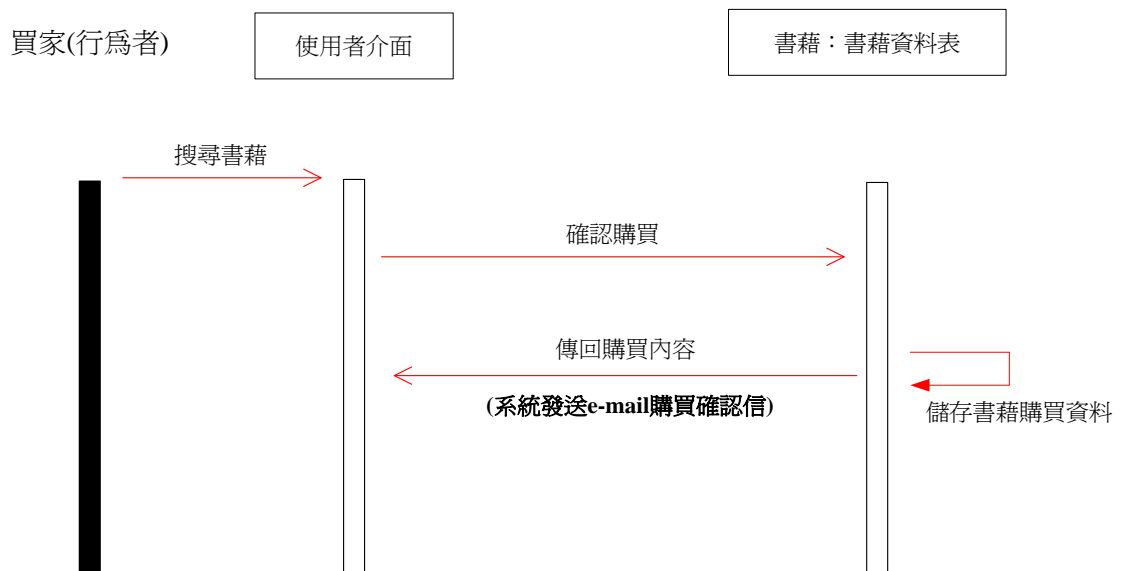 買家(行爲者)
使用者介面
書藉：書藉資料表
搜尋書藉
確認購買
傳回購買內容
(系統發送e-mail購買確認信)
儲存書藉購買資料